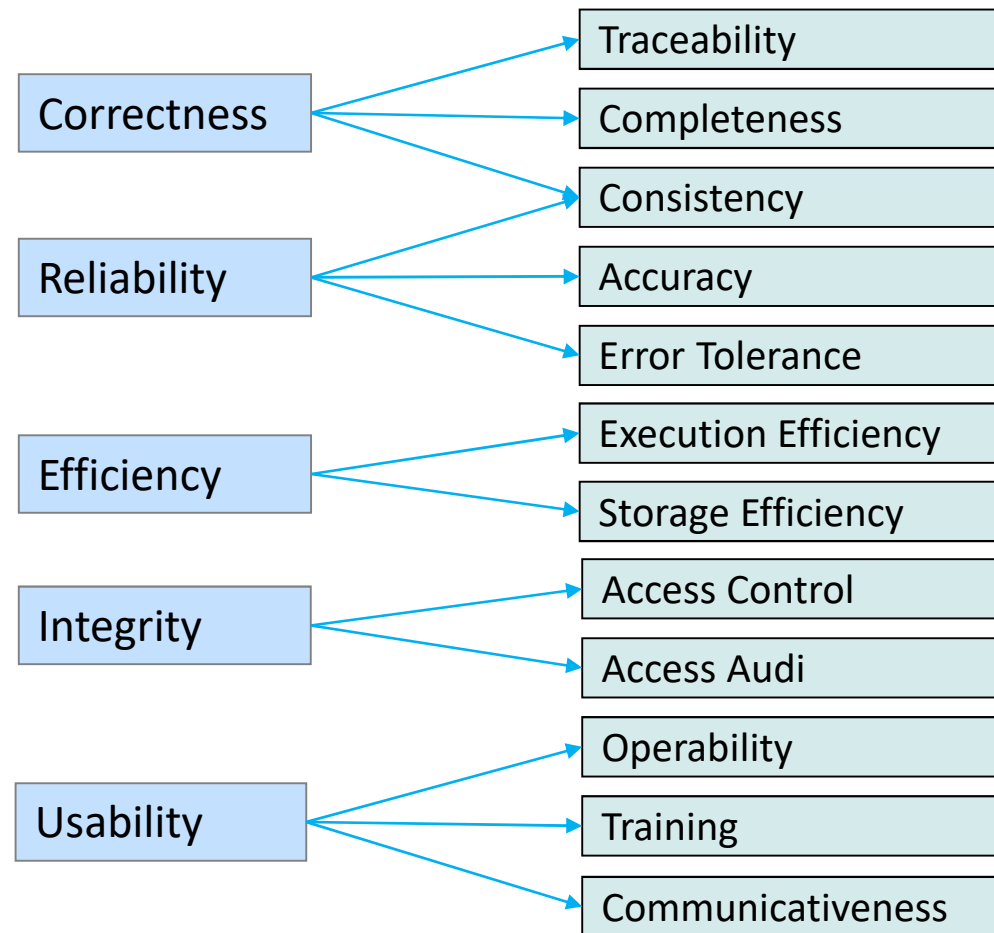 Correctness
Traceability
Completeness
Consistency
Reliability
Accuracy
Error Tolerance
Efficiency
Execution Efficiency
Storage Efficiency
Integrity
Access Control
Access Audi
Usability
Operability
Training
Communicativeness